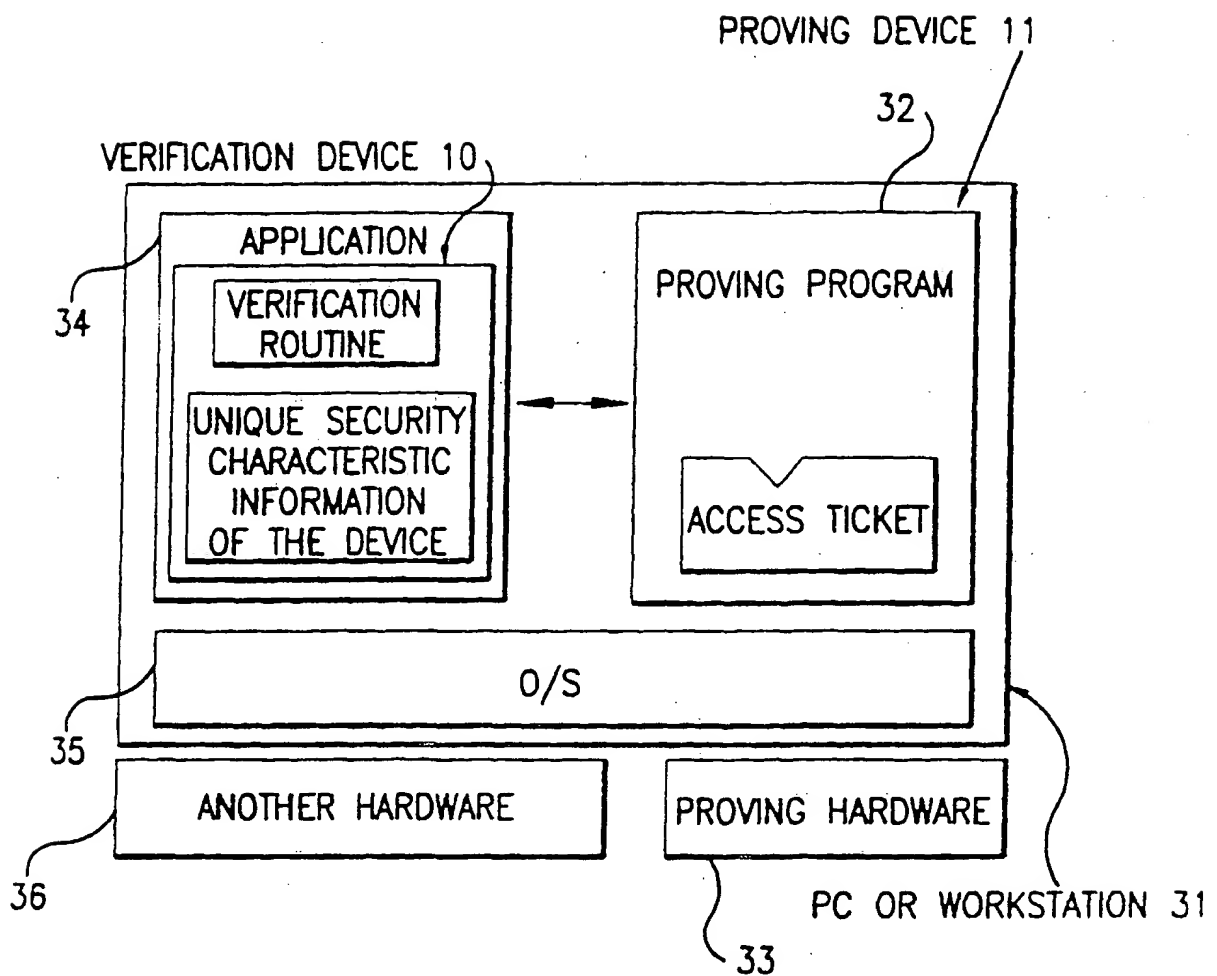 PROVING DEVICE 11
32
VERIFICATION DEVICE 10
APPLICATION
34
VERIFICATION
ROUTINE
PROVING PROGRAM
UNIQUE SECURITY
CHARACTERISTIC
INFORMATION
OF THE DEVICE
ACCESS TICKET
O/S
35
ANOTHER HARDWARE
PROVING HARDWARE
36
PC OR WORKSTATION 31
33